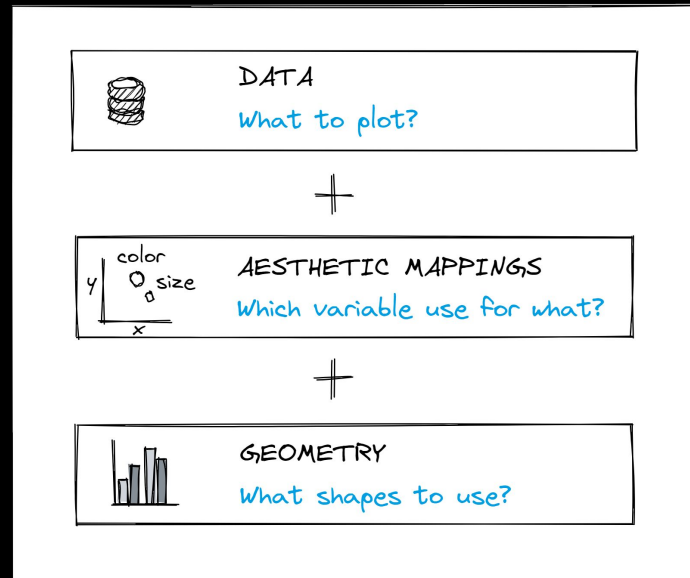 DATA
What to plot?
+
color
y
size
x
AESTHETIC MAPPINGS
Which variable use for what?
+
GEOMETRY
What shapes to use?